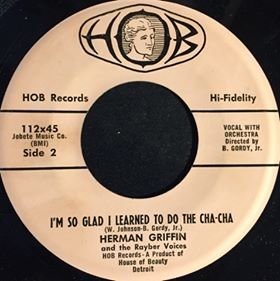 HOB
HOB Records
Hi-Fidelity
112x45
Jobete Music Co.
(BMI)
Side 2
VOCAL WITH
ORCHESTRA
Directed by
B. GORDY, Jr.
I'M SO GLAD I LEARNED TO DO THE CHA-CHA
(W. Johnson-B. Gordy, Jr.)
HERMAN GRIFFIN
and the Rayber Voices
HOB Records-A Product of
House of Beauty
Detroit